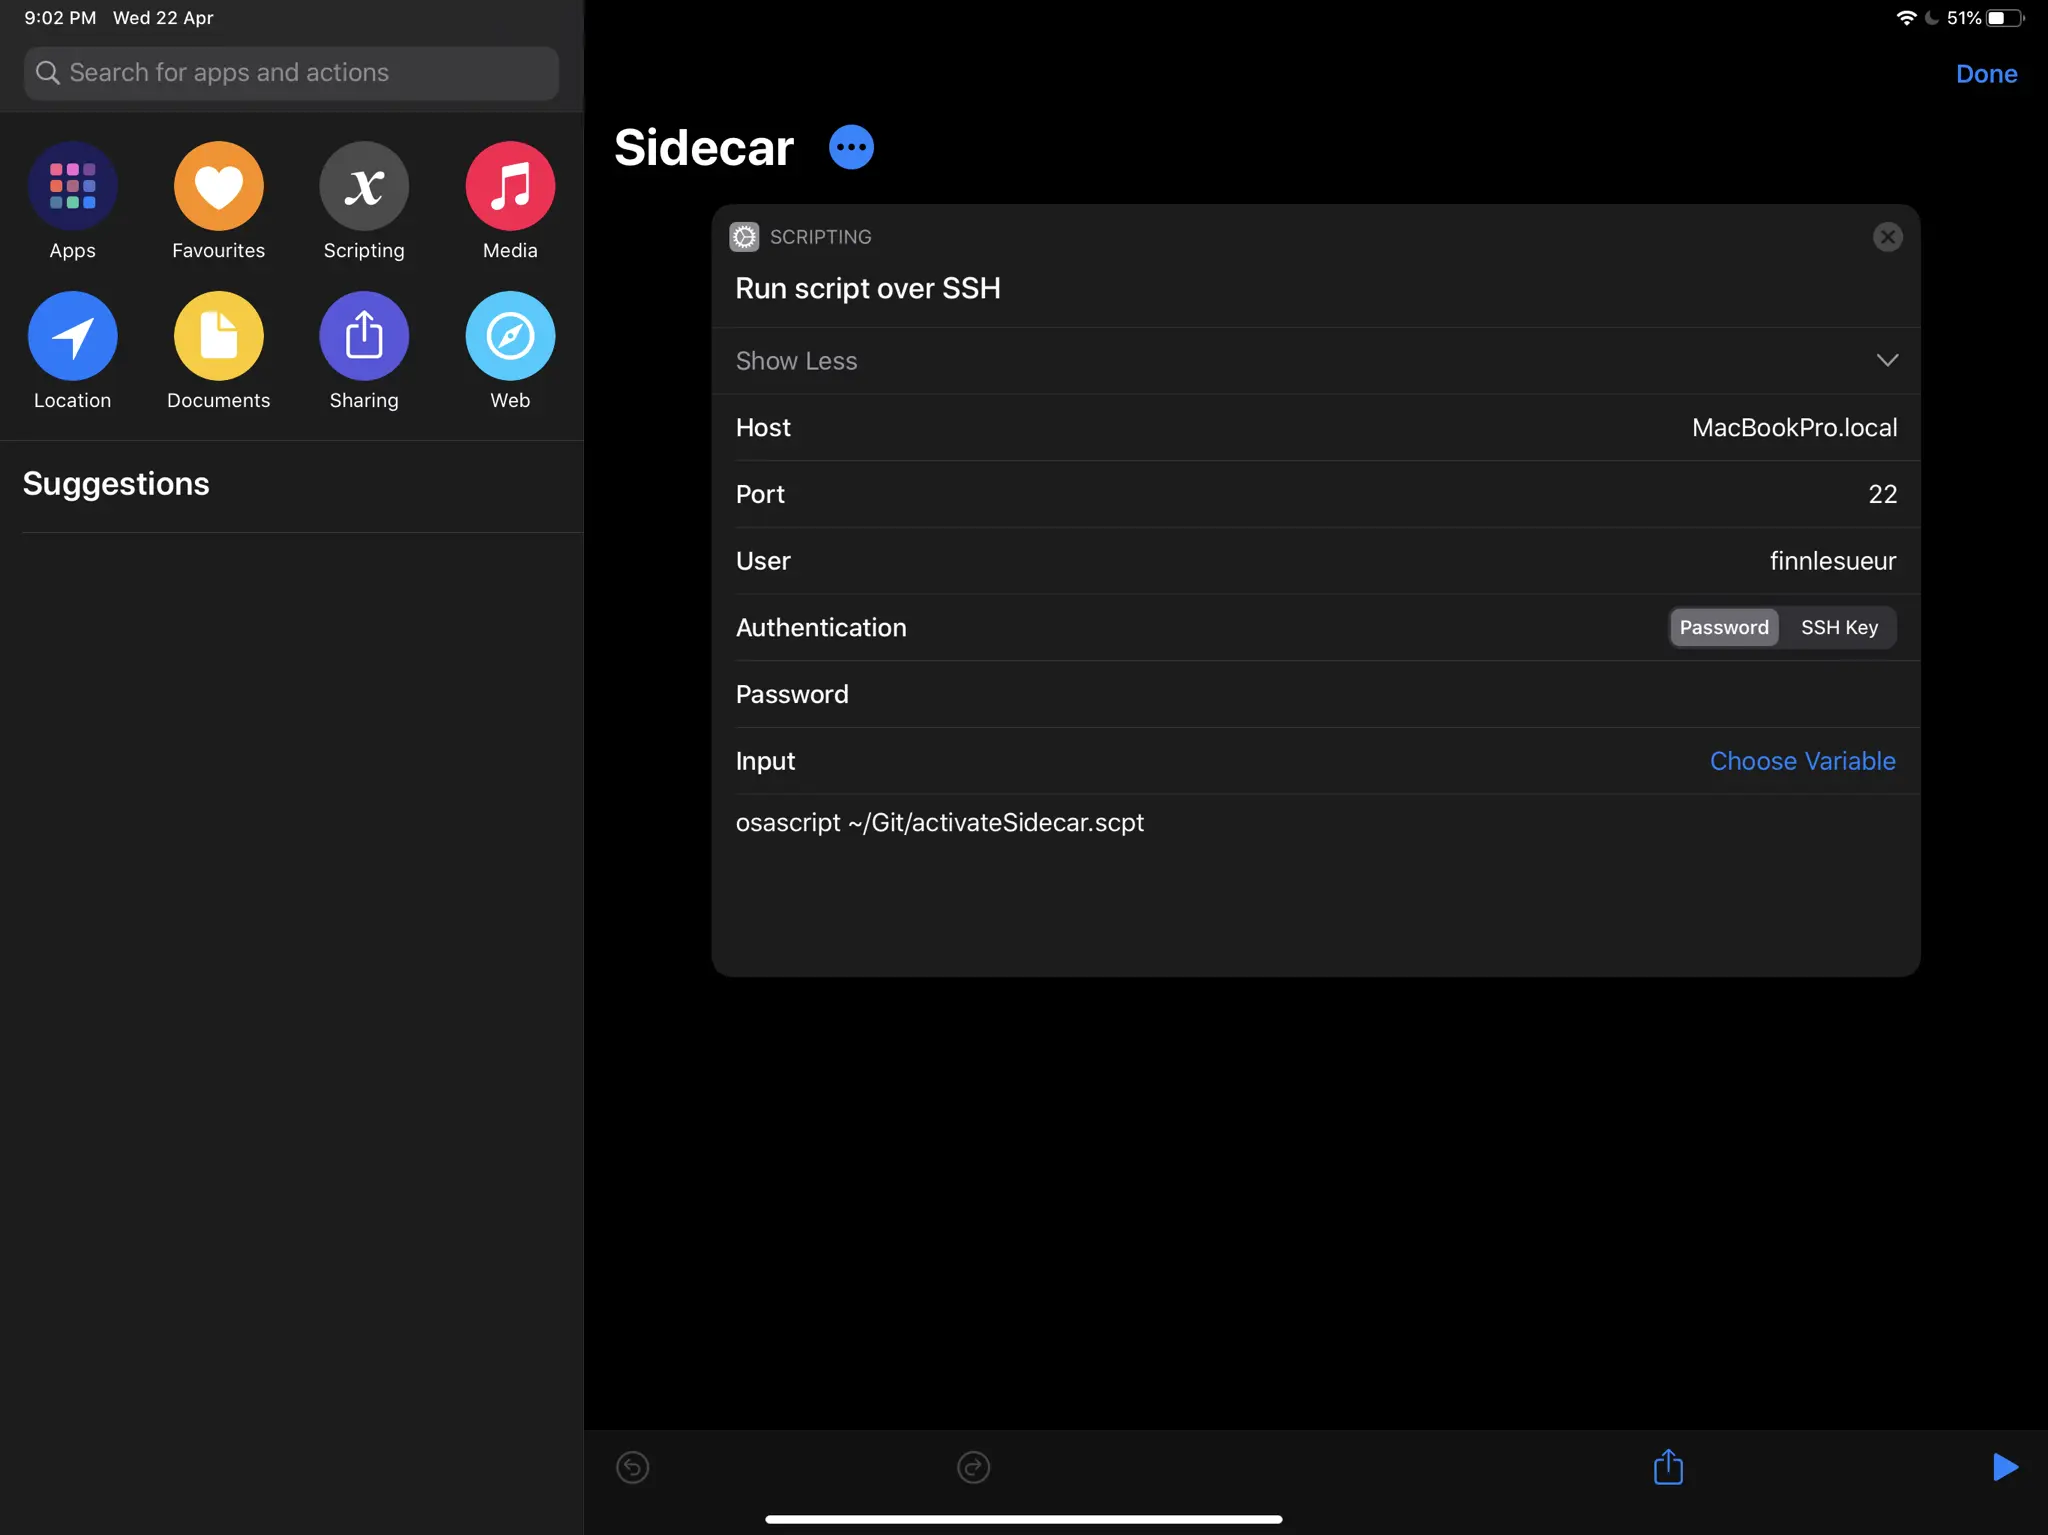 9:02 PM Wed 22 Apr
51%
Search for apps and actions
Done
Sidecar
Apps
Favourites
Scripting
Media
Location
Documents
Sharing
Web
Suggestions
SCRIPTING
Run script over SSH
Show Less
Host MacBookPro.local
Port 22
User finnlesueur
Authentication Password SSH Key
Password
Input Choose Variable
osascript ~/Git/activateSidecar.scpt